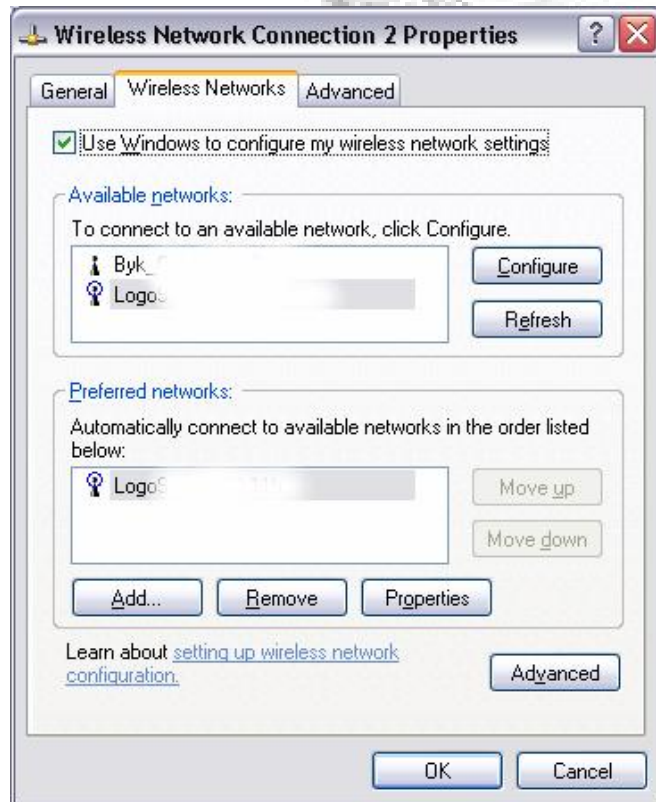 Wireless Network Connection 2 Properties
General Wireless Networks Advanced
Use Windows to configure my wireless network settings
Available networks:
To connect to an available network, click Configure.
Byk_
Configure
Logo
Refresh
Preferred networks:
Automatically connect to available networks in the order listed
below:
Logo
Move up
Move down
Add... Remove Properties
Learn about setting up wireless network
configuration.
Advanced
OK Cancel